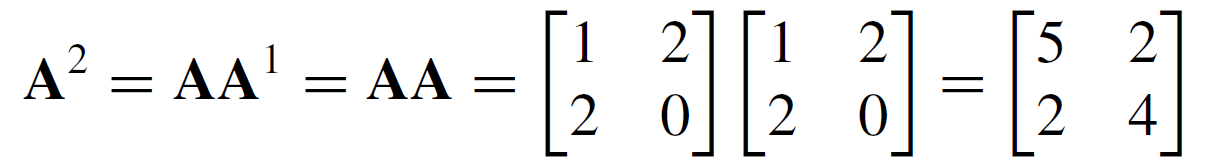 A² = AA¹ = AA = [1 2; 2 0] [1 2; 2 0] = [5 2; 2 4]